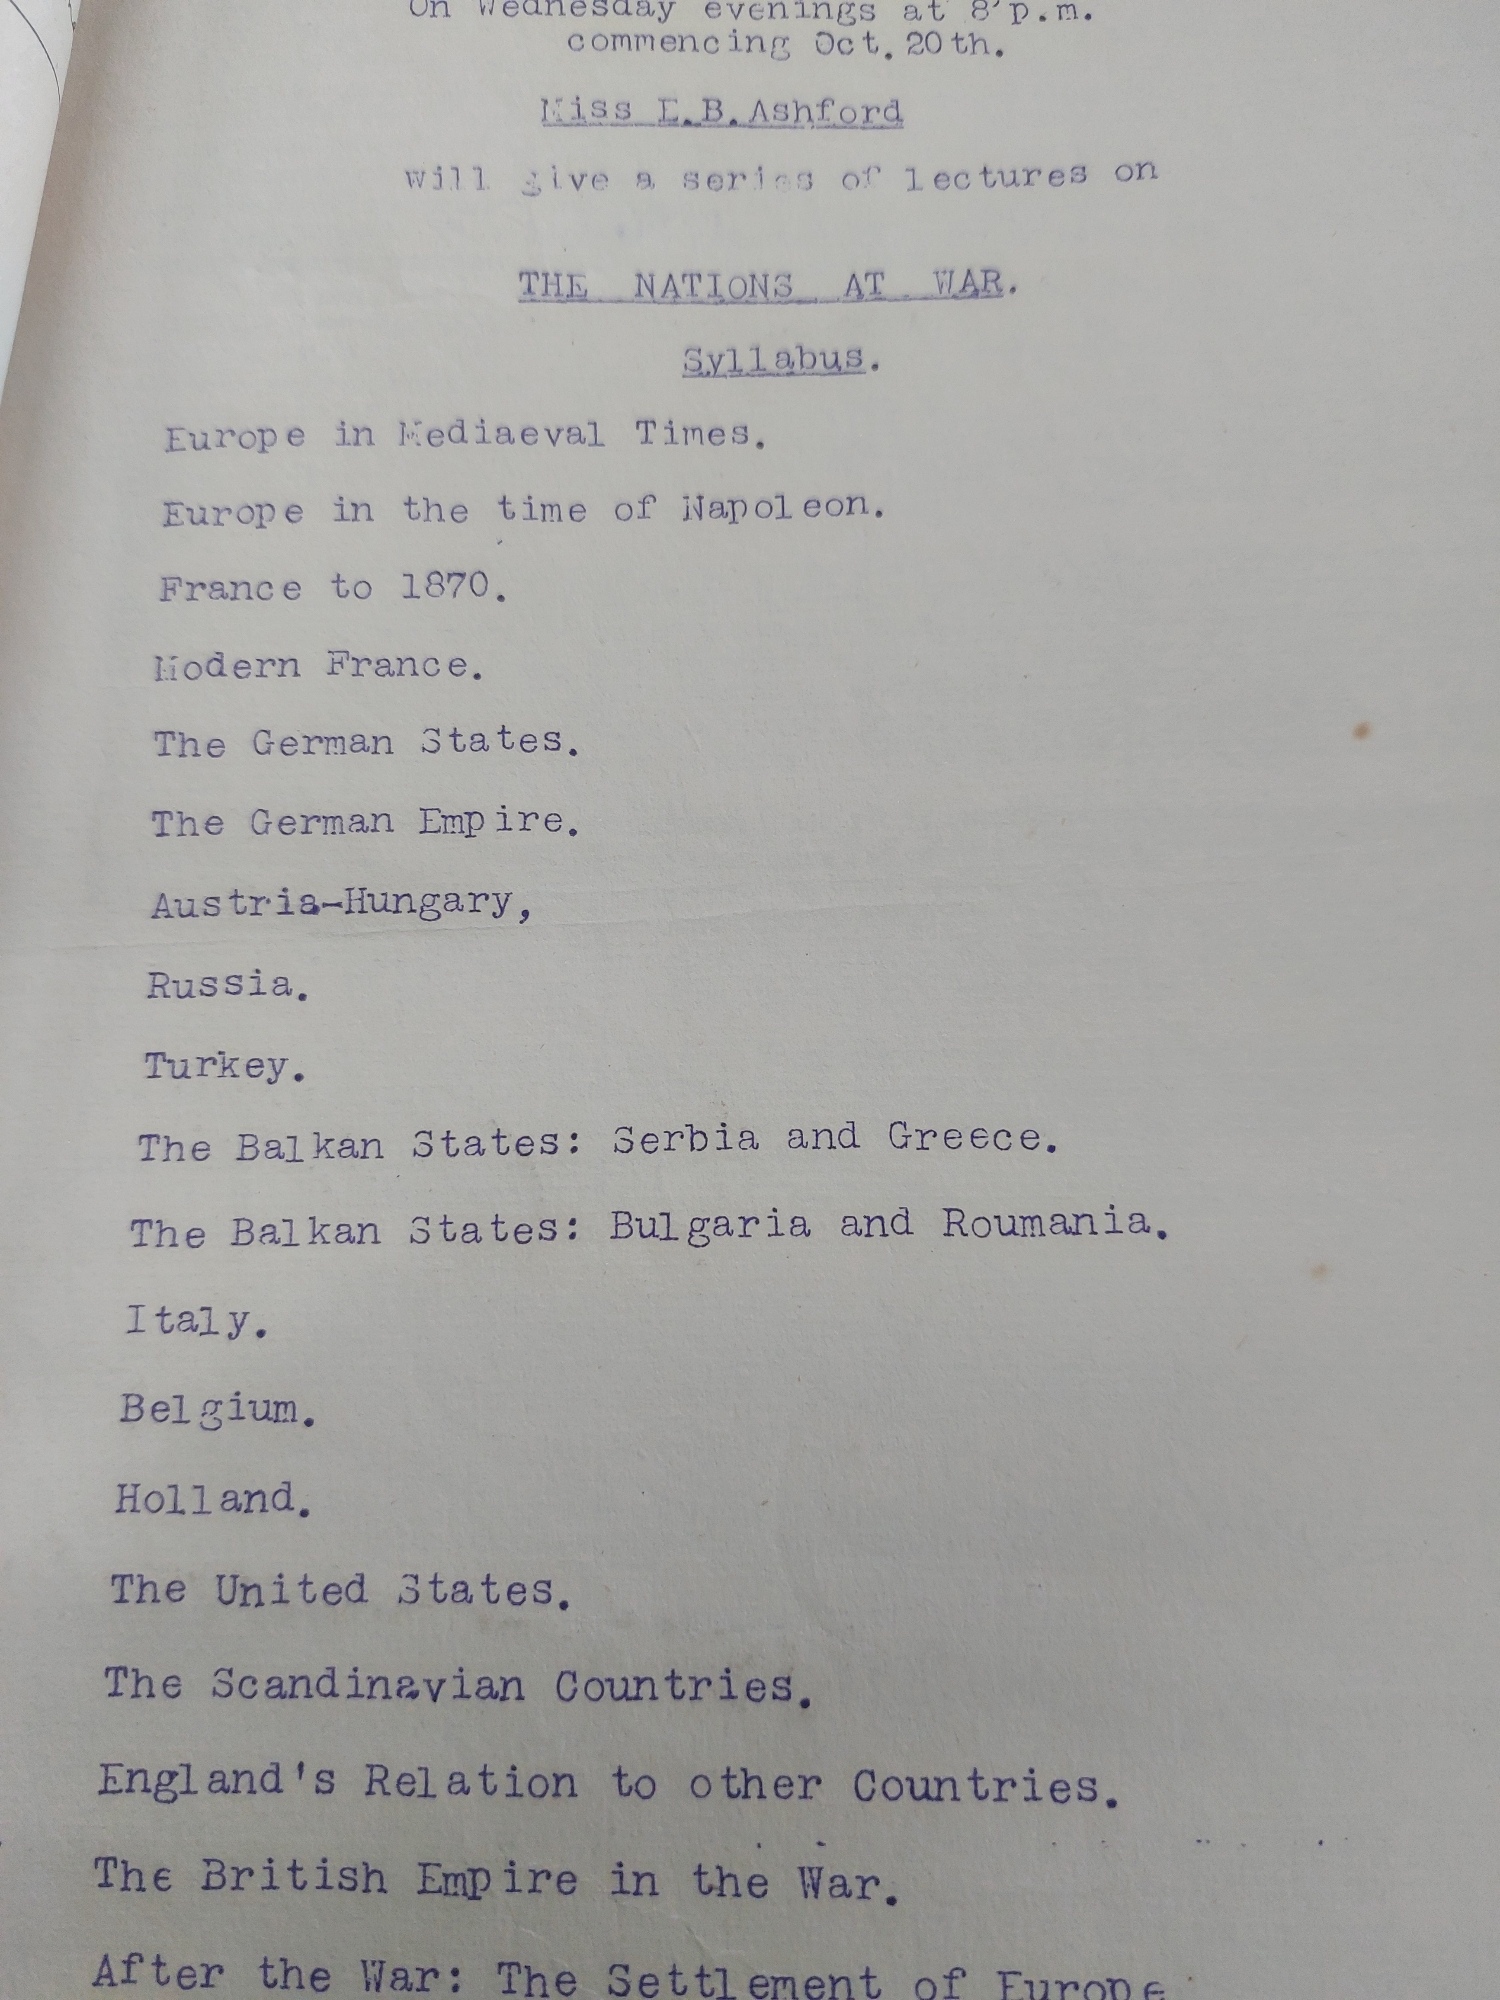 On Wednesday evenings at 8 p.m.
commencing Oct. 20th.
Miss E.B. Ashford
will give a series of lectures on
THE NATIONS AT WAR.
Syllabus.
Europe in Mediaeval Times.
Europe in the time of Napoleon.
France to 1870.
Modern France.
The German States.
The German Empire.
Austria-Hungary,
Russia.
Turkey.
The Balkan States: Serbia and Greece.
The Balkan States: Bulgaria and Roumania.
Italy.
Belgium.
Holland.
The United States.
The Scandinavian Countries.
England's Relation to other Countries.
The British Empire in the War.
After the War: The Settlement of Europe